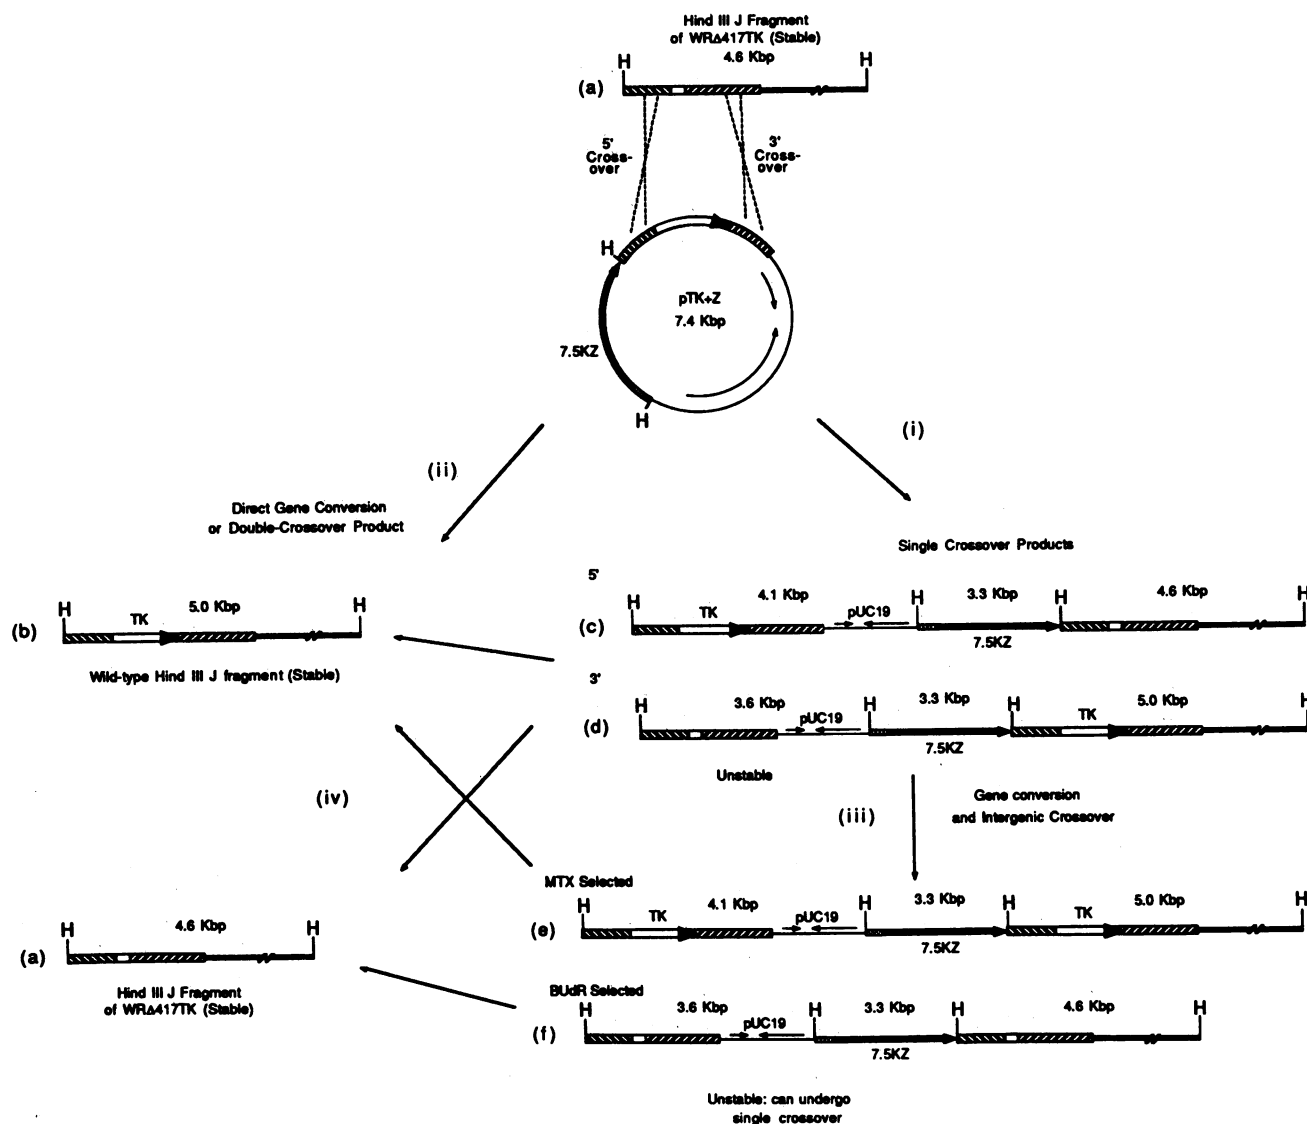 Hind III J Fragment
of WRΔ417TK (Stable)
4.6 Kbp
H H
(a)
5'
Cross-
over
3'
Cross-
over
H
pTK+Z
7.4 Kbp
7.5KZ
H
(i)
(ii)
Direct Gene Conversion
or Double-Crossover Product
Single Crossover Products
5'
H 5.0 Kbp H
TK
(b)
Wild-type Hind III J fragment (Stable)
H 4.1 Kbp H 3.3 Kbp H 4.6 Kbp H
TK pUC19
(c)
7.5KZ
3'
H 3.6 Kbp H 3.3 Kbp H 5.0 Kbp H
pUC19 TK
(d)
7.5KZ
Unstable
(iv)
(iii)
Gene conversion
and Intergenic Crossover
MTX Selected
H 4.1 Kbp H 3.3 Kbp H 5.0 Kbp H
TK pUC19 TK
(e)
7.5KZ
H 4.6 Kbp H
(a)
Hind III J Fragment
of WRΔ417TK (Stable)
BUdR Selected
H 3.6 Kbp H 3.3 Kbp H 4.6 Kbp H
pUC19
(f)
7.5KZ
Unstable: can undergo
single crossover